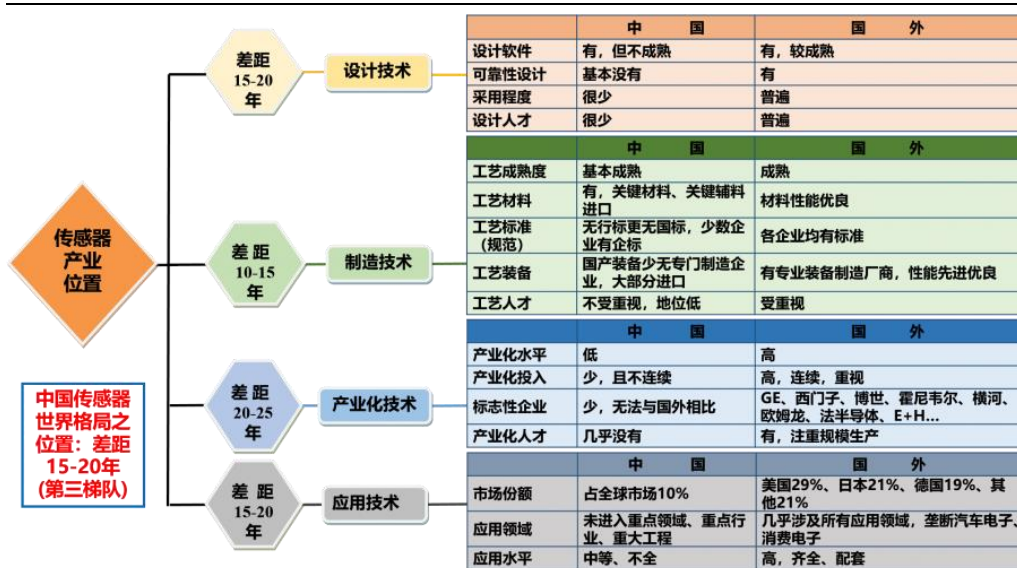 传感器
产业
位置
中国传感器
世界格局之
位置：差距
15-20年
(第三梯队)
差距
15-20
年
设计技术
中 国 国 外
设计软件 有，但不成熟 有，较成熟
可靠性设计 基本没有 有
采用程度 很少 普遍
设计人才 很少 普遍
差 距
10-15
年
制造技术
中 国 国 外
工艺成熟度 基本成熟 成熟
工艺材料 有，关键材料、关键辅料
进口 材料性能优良
工艺标准
（规范） 无行标更无国标，少数企
业有企标 各企业均有标准
工艺装备 国产装备少无专门制造企
业，大部分进口 有专业装备制造厂商，性能先进优良
工艺人才 不受重视，地位低 受重视
差 距
20-25
年
产业化技术
中 国 国 外
产业化水平 低 高
产业化投入 少，且不连续 高，连续，重视
标志性企业 少，无法与国外相比 GE、西门子、博世、霍尼韦尔、横河、
欧姆龙、法半导体、E+H...
产业化人才 几乎没有 有，注重规模生产
差 距
15-20
年
应用技术
中 国 国 外
市场份额 占全球市场10% 美国29%、日本21%、德国19%、其
他21%
应用领域 未进入重点领域、重点行
业、重大工程 几乎涉及所有应用领域，垄断汽车电子、
消费电子
应用水平 中等、不全 高，齐全、配套